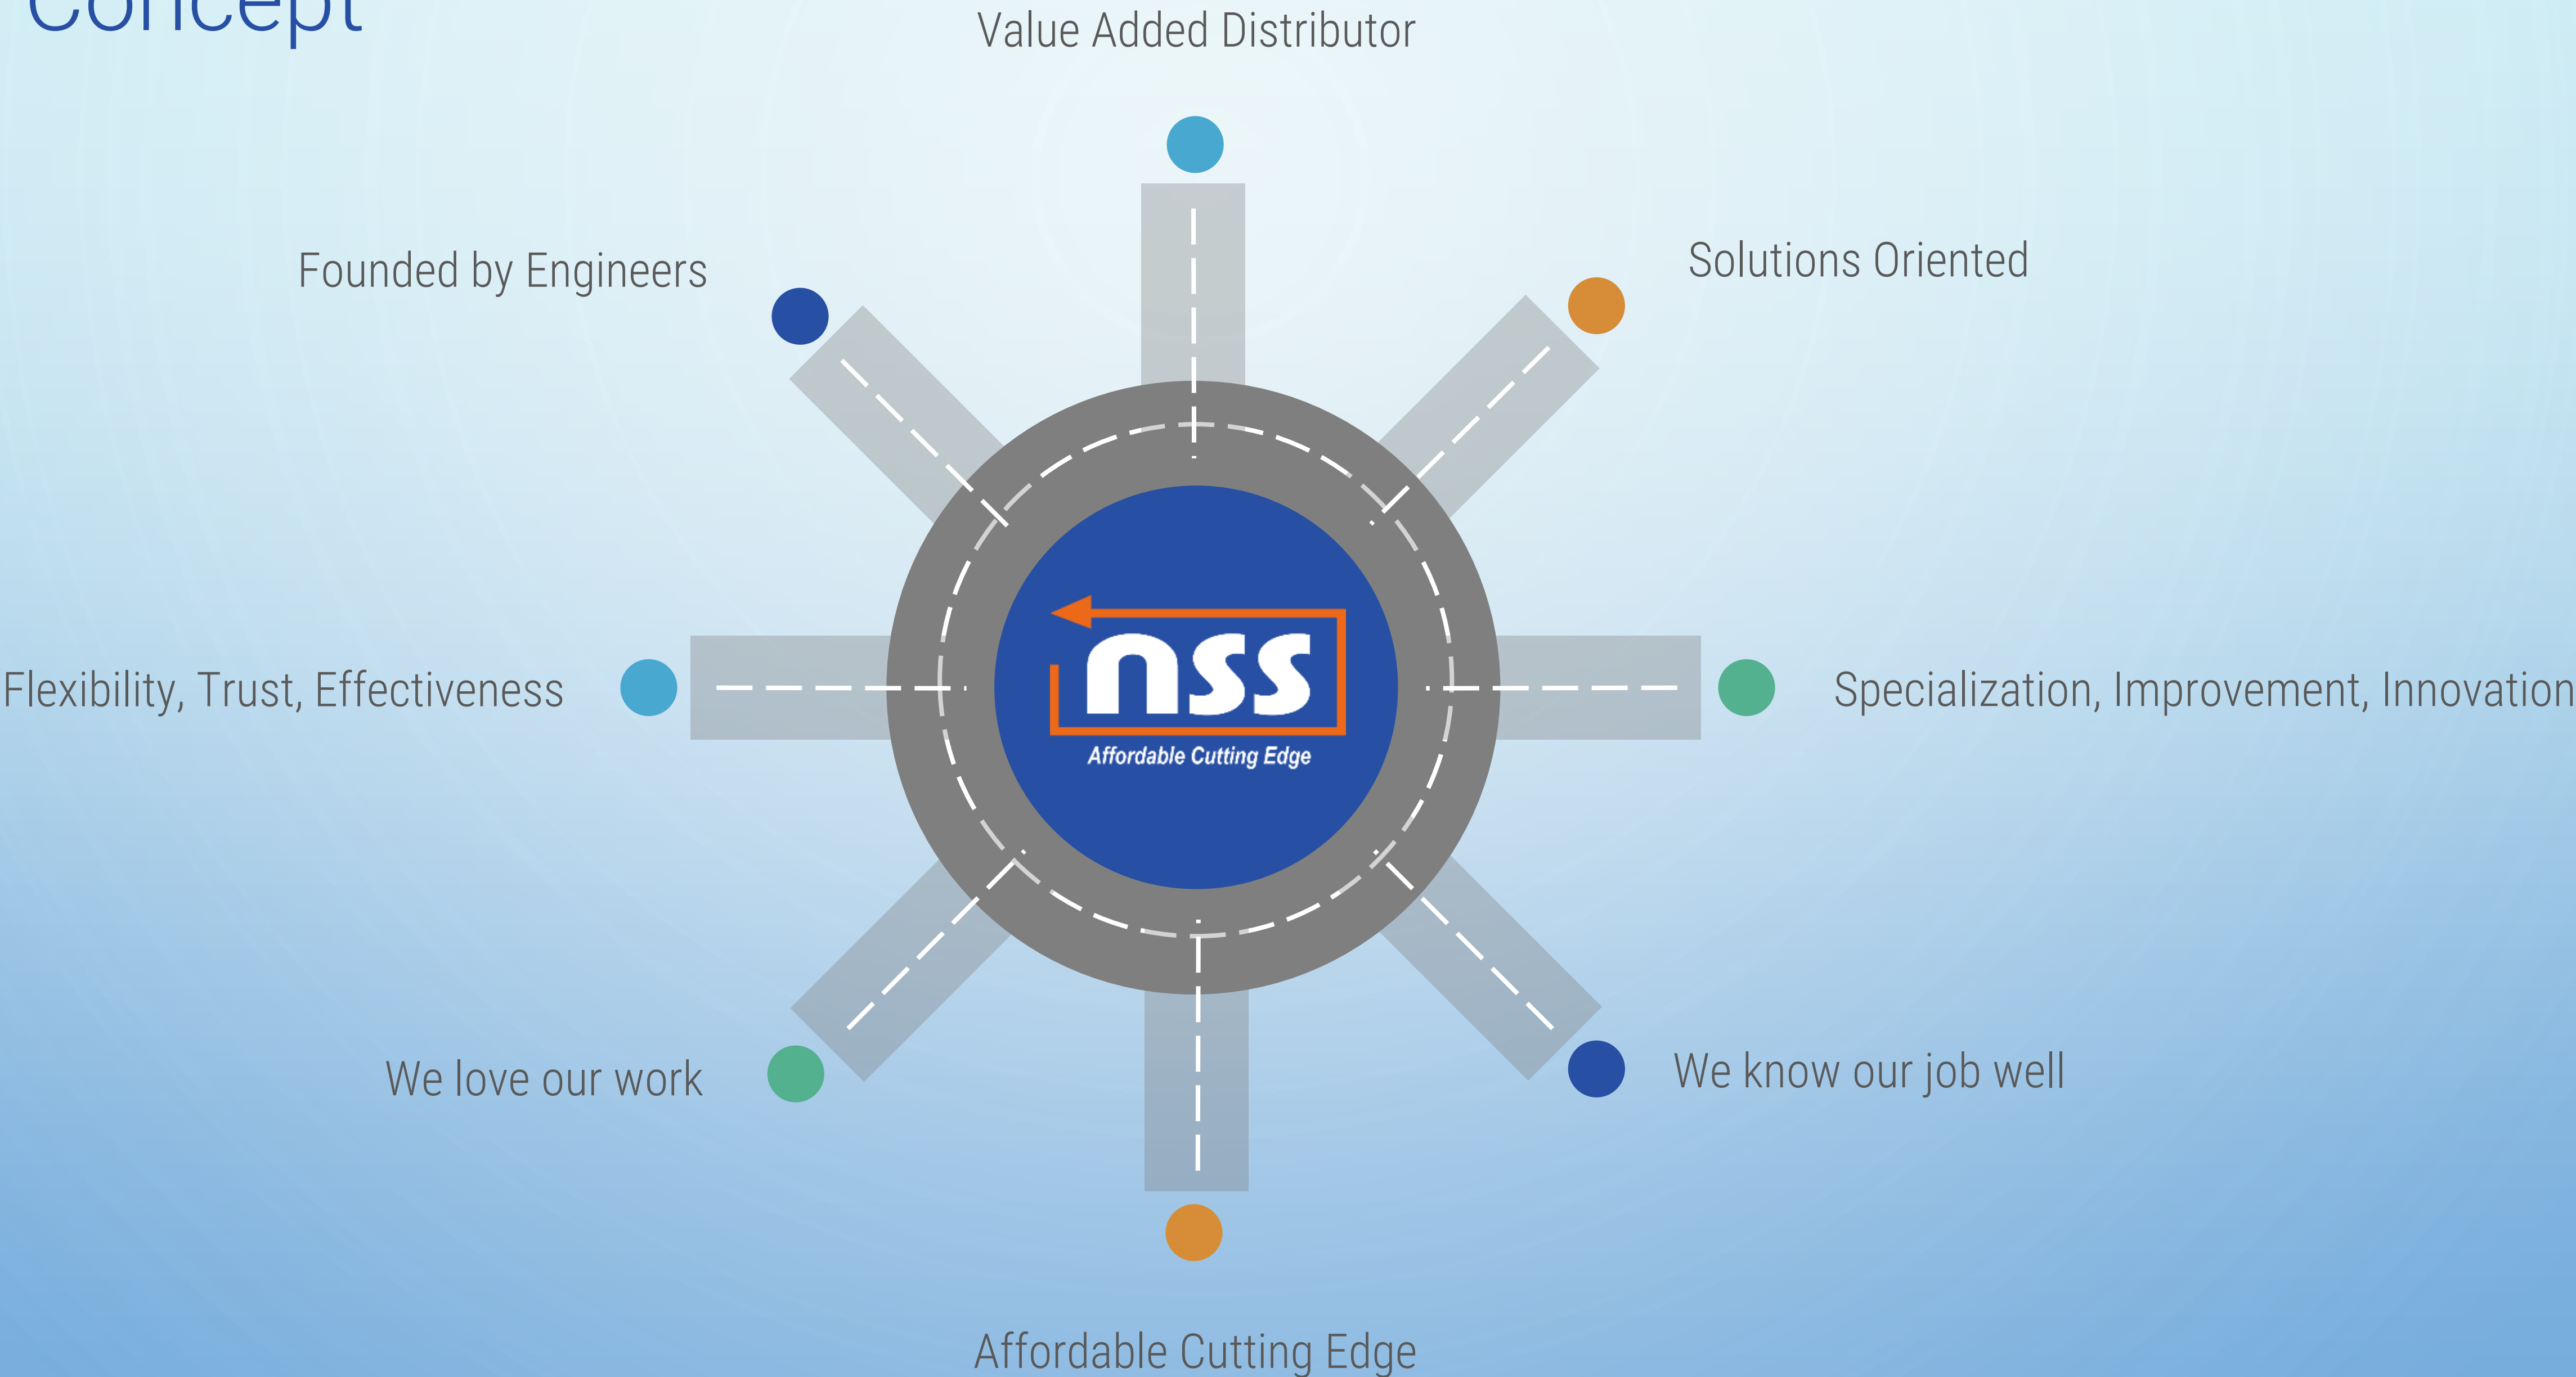 Concept
Value Added Distributor
Founded by Engineers
Solutions Oriented
Flexibility, Trust, Effectiveness
nss
Affordable Cutting Edge
Specialization, Improvement, Innovation
We love our work
We know our job well
Affordable Cutting Edge